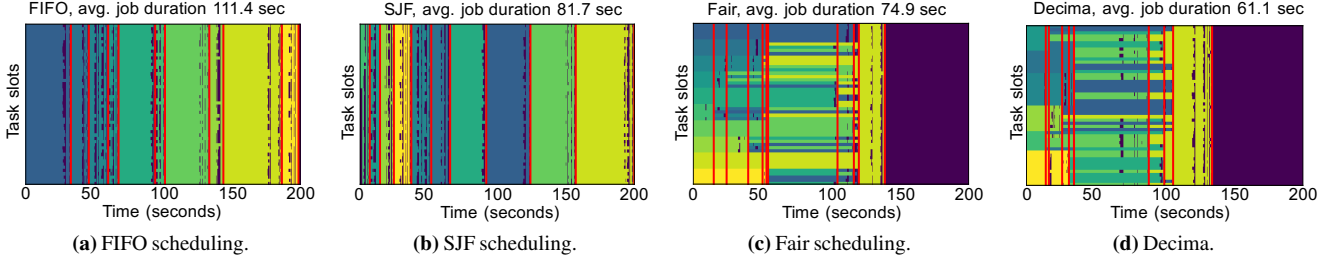 FIFO, avg. job duration 111.4 sec
Task slots
0 50 100 150 200
Time (seconds)
(a) FIFO scheduling.
SJF, avg. job duration 81.7 sec
Task slots
0 50 100 150 200
Time (seconds)
(b) SJF scheduling.
Fair, avg. job duration 74.9 sec
Task slots
0 50 100 150 200
Time (seconds)
(c) Fair scheduling.
Decima, avg. job duration 61.1 sec
Task slots
0 50 100 150 200
Time (seconds)
(d) Decima.